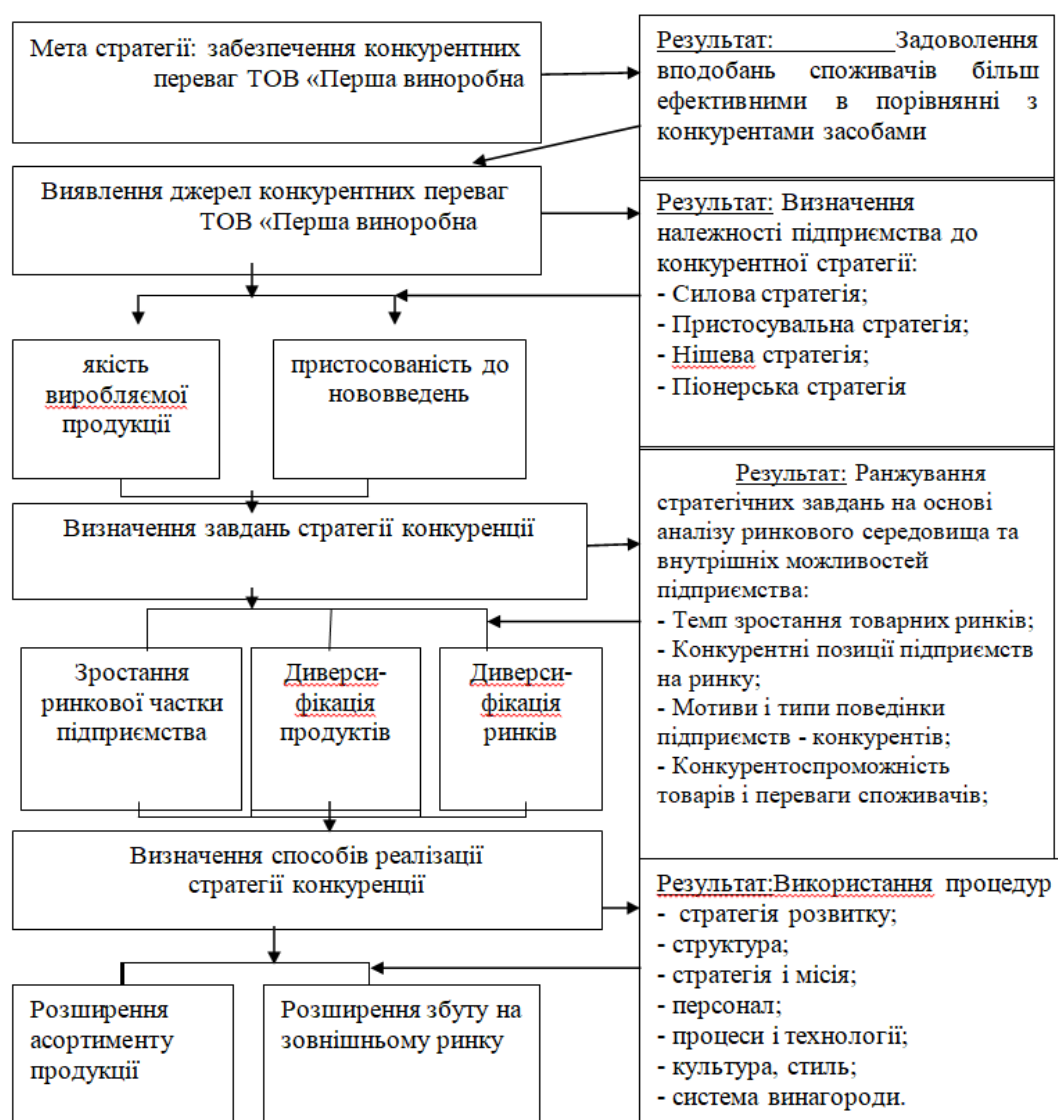 Мета стратегії: забезпечення конкурентних
переваг ТОВ «Перша виноробна
Результат: Задоволення
вподобань споживачів більш
ефективними в порівнянні з
конкурентами засобами
Виявлення джерел конкурентних переваг
ТОВ «Перша виноробна
Результат: Визначення
належності підприємства до
конкурентної стратегії:
- Силова стратегія;
- Пристосувальна стратегія;
- Нішева стратегія;
- Піонерська стратегія
якість
виробляємої
продукції
пристосованість до
нововведень
Визначення завдань стратегії конкуренції
Результат: Ранжування
стратегічних завдань на основі
аналізу ринкового середовища та
внутрішніх можливостей
підприємства:
- Темп зростання товарних ринків;
- Конкурентні позиції підприємств
на ринку;
- Мотиви і типи поведінки
підприємств - конкурентів;
- Конкурентоспроможність
товарів і переваги споживачів;
Зростання
ринкової частки
підприємства
Диверси-
фікація
продуктів
Диверси-
фікація
ринків
Визначення способів реалізації
стратегії конкуренції
Результат:Використання процедур
- стратегія розвитку;
- структура;
- стратегія і місія;
- персонал;
- процеси і технології;
- культура, стиль;
- система винагороди.
Розширення
асортименту
продукції
Розширення збуту на
зовнішньому ринку